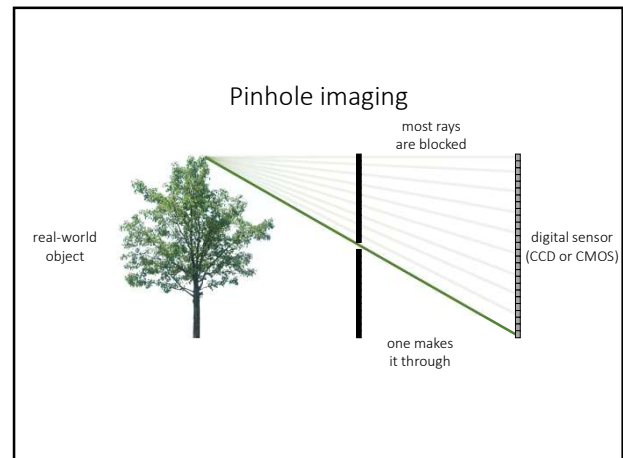 Pinhole imaging
most rays
are blocked
real-world
object
digital sensor
(CCD or CMOS)
one makes
it through